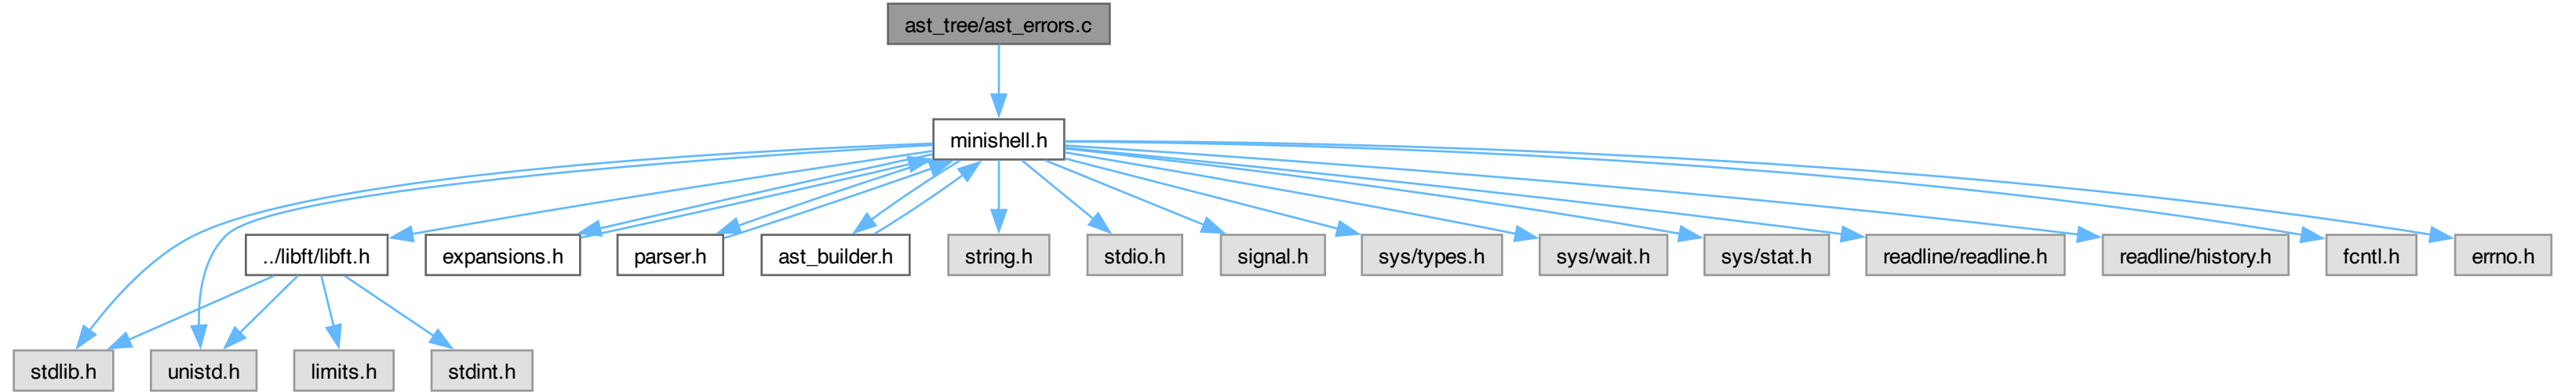 ast_tree/ast_errors.c
minishell.h
../libft/libft.h
expansions.h
parser.h
ast_builder.h
string.h
stdio.h
signal.h
sys/types.h
sys/wait.h
sys/stat.h
readline/readline.h
readline/history.h
fcntl.h
errno.h
stdlib.h
unistd.h
limits.h
stdint.h